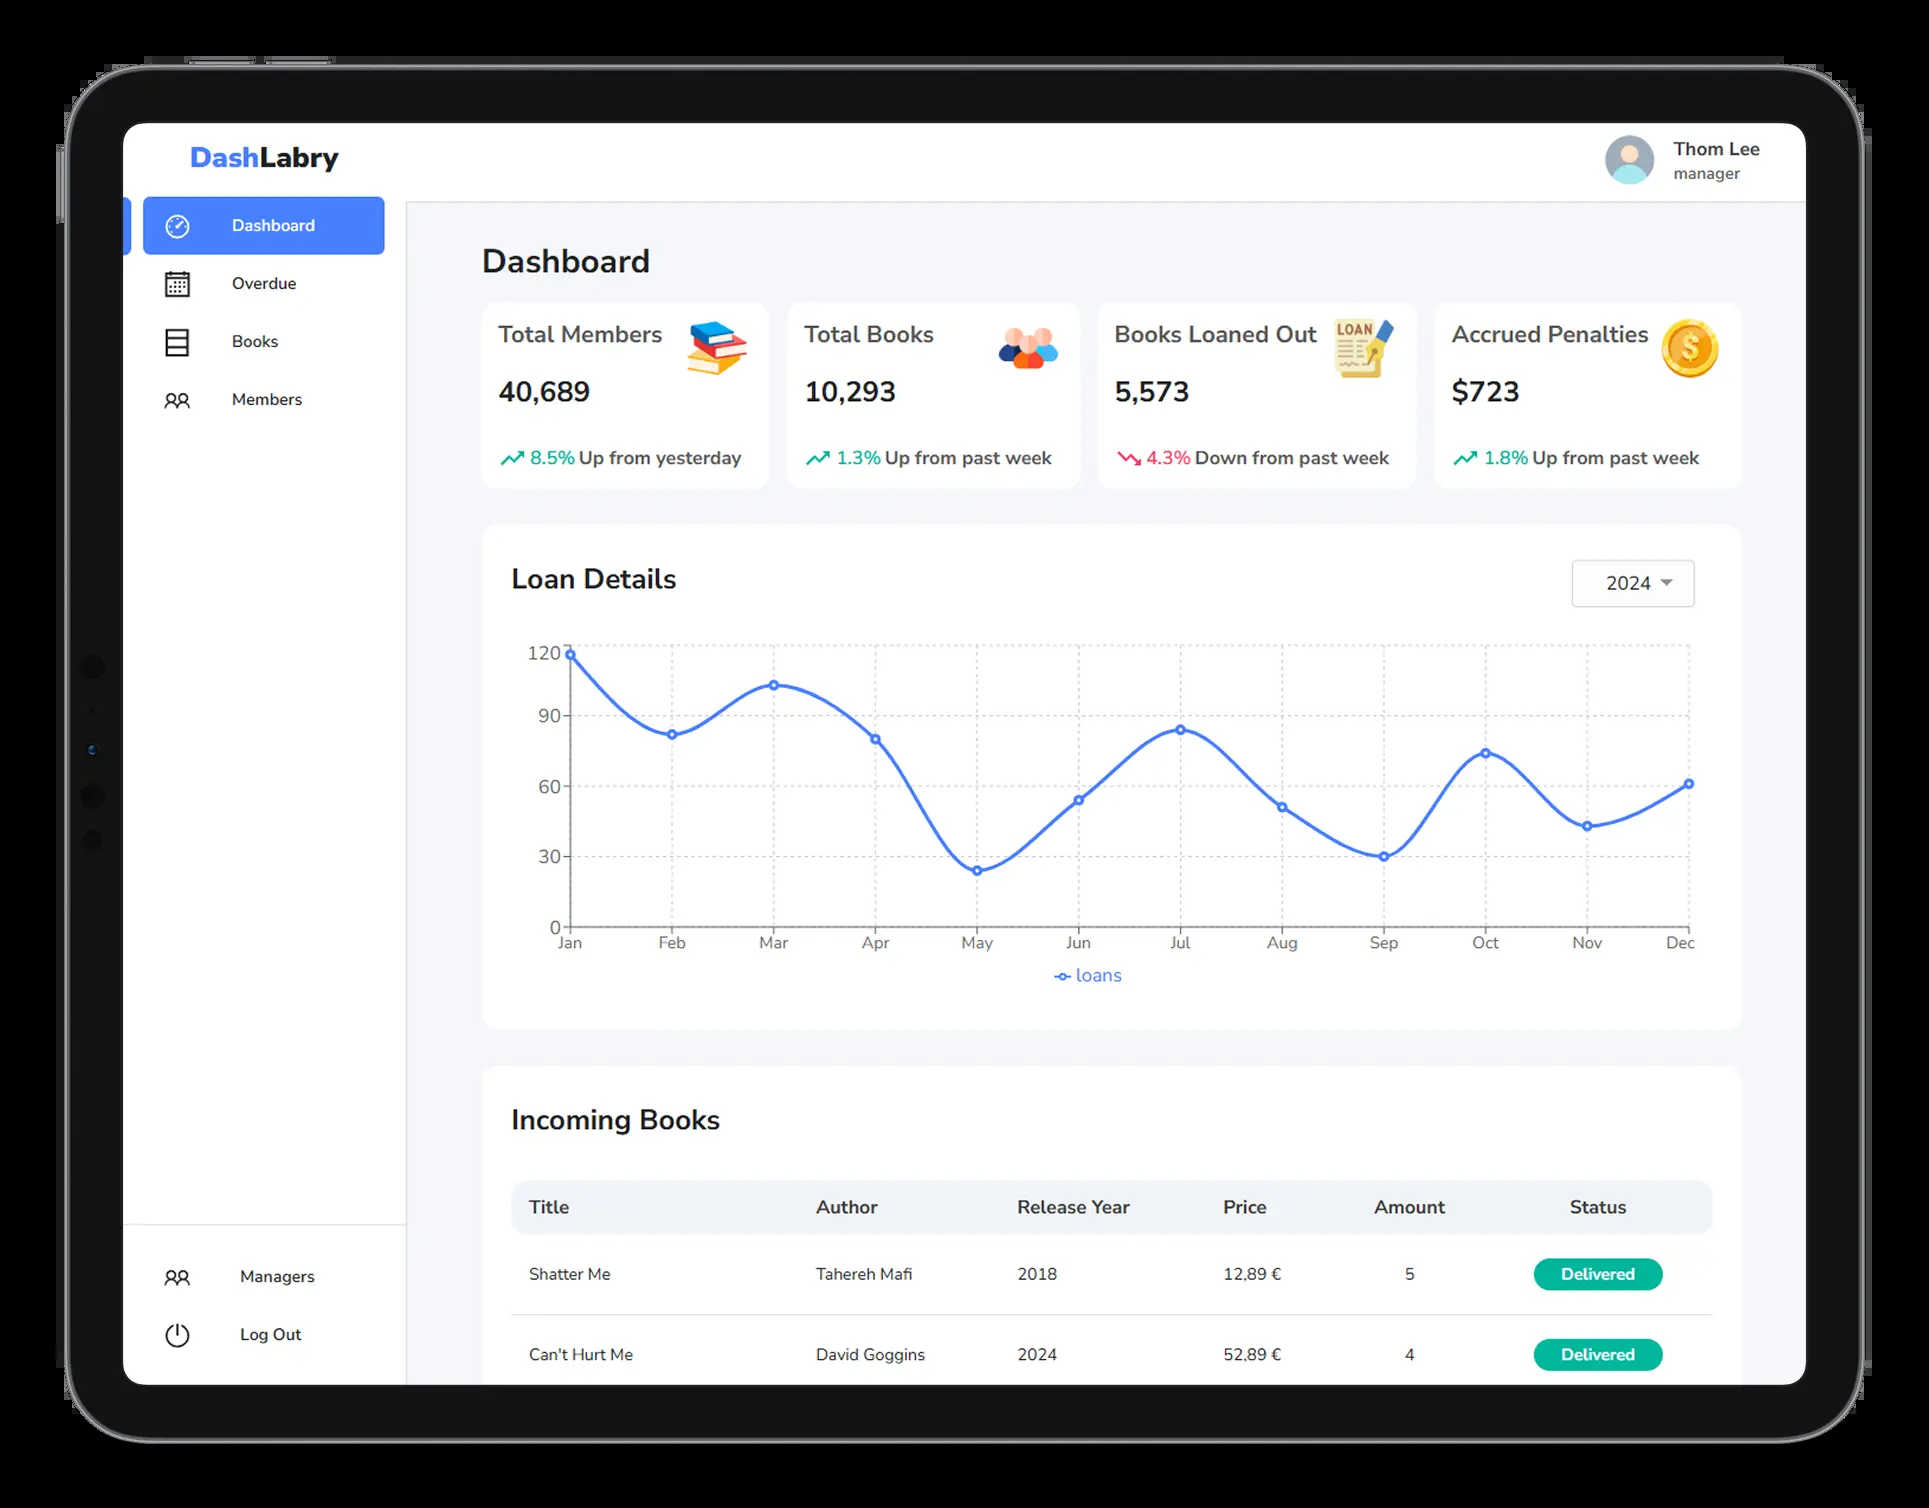 DashLabry
Thom Lee
manager
Dashboard
Overdue
Books
Members
Managers
Log Out
Dashboard
Total Members
40,689
8.5% Up from yesterday
Total Books
10,293
1.3% Up from past week
Books Loaned Out
LOAN
5,573
4.3% Down from past week
Accrued Penalties
$
$723
1.8% Up from past week
Loan Details
2024
120
90
60
30
0
Jan Feb Mar Apr May Jun Jul Aug Sep Oct Nov Dec
loans
Incoming Books
Title Author Release Year Price Amount Status
Shatter Me Tahereh Mafi 2018 12,89 € 5 Delivered
Can't Hurt Me David Goggins 2024 52,89 € 4 Delivered